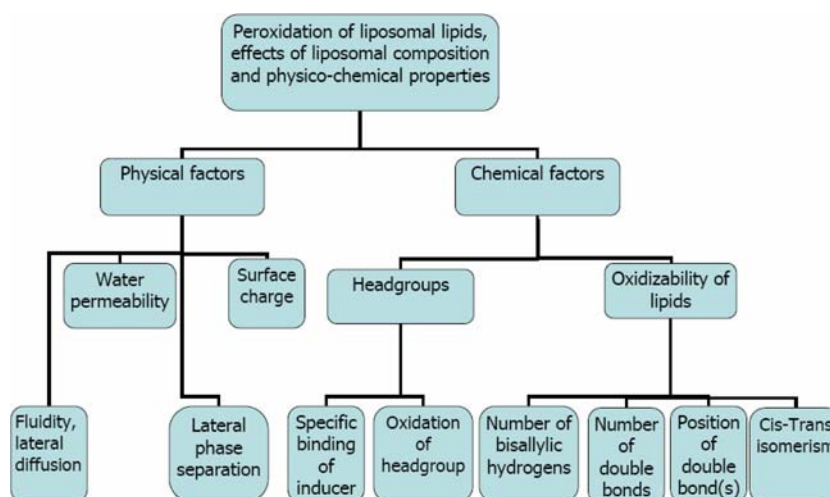 Peroxidation of liposomal lipids,
effects of liposomal composition
and physico-chemical properties
Physical factors
Chemical factors
Water
permeability
Surface
charge
Headgroups
Oxidizability of
lipids
Fluidity,
lateral
diffusion
Lateral
phase
separation
Specific
binding
of
inducer
Oxidation
of
headgroup
Number of
bisallylic
hydrogens
Number
of
double
bonds
Position
of
double
bond(s)
Cis-Trans
isomerism